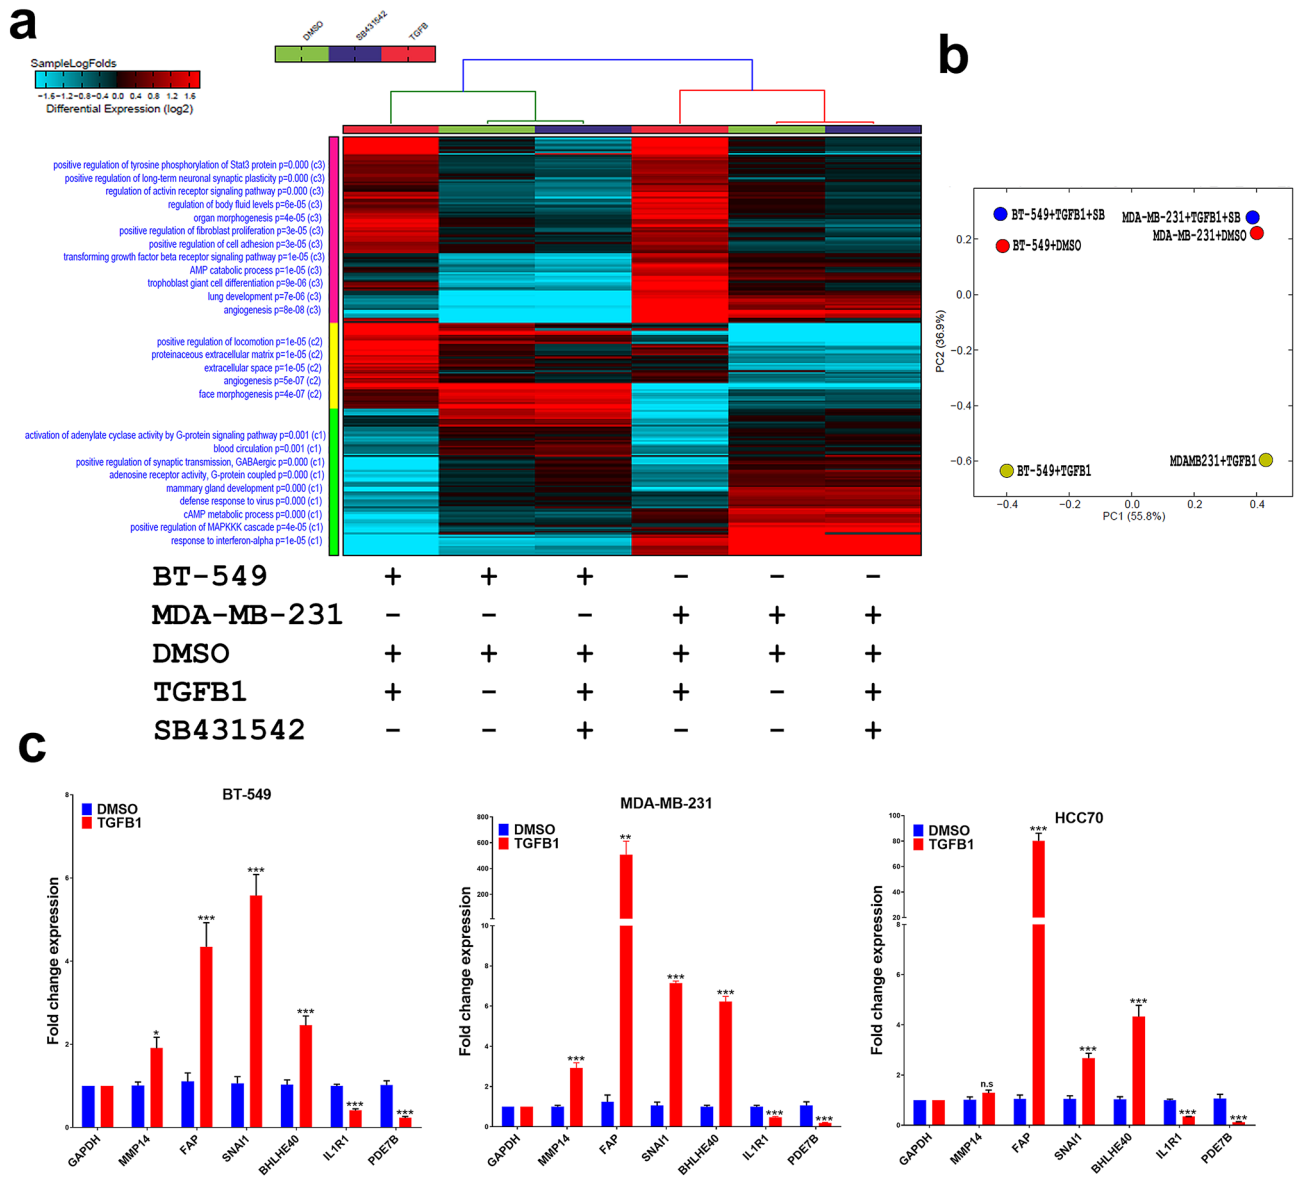 a
DMSO
SB431542
TGFB
SampleLogFolds
−1.6−1.2−0.8−0.4 0.0 0.4 0.8 1.2 1.6
Differential Expression (log2)
positive regulation of tyrosine phosphorylation of Stat3 protein p=0.000 (c3)
positive regulation of long-term neuronal synaptic plasticity p=0.000 (c3)
regulation of activin receptor signaling pathway p=0.000 (c3)
regulation of body fluid levels p=6e-05 (c3)
organ morphogenesis p=4e-05 (c3)
positive regulation of fibroblast proliferation p=3e-05 (c3)
positive regulation of cell adhesion p=3e-05 (c3)
transforming growth factor beta receptor signaling pathway p=1e-05 (c3)
AMP catabolic process p=1e-05 (c3)
trophoblast giant cell differentiation p=9e-06 (c3)
lung development p=7e-06 (c3)
angiogenesis p=8e-08 (c3)
positive regulation of locomotion p=1e-05 (c2)
proteinaceous extracellular matrix p=1e-05 (c2)
extracellular space p=1e-05 (c2)
angiogenesis p=5e-07 (c2)
face morphogenesis p=4e-07 (c2)
activation of adenylate cyclase activity by G-protein signaling pathway p=0.001 (c1)
blood circulation p=0.001 (c1)
positive regulation of synaptic transmission, GABAergic p=0.000 (c1)
adenosine receptor activity, G-protein coupled p=0.000 (c1)
mammary gland development p=0.000 (c1)
defense response to virus p=0.000 (c1)
cAMP metabolic process p=0.000 (c1)
positive regulation of MAPKKK cascade p=4e-05 (c1)
response to interferon-alpha p=1e-05 (c1)
BT-549 + + + − − −
MDA-MB-231 − − − + + +
DMSO + + + + + +
TGFB1 + − + + − +
SB431542 − − + − − +
b
BT-549+TGFB1+SB
MDA-MB-231+TGFB1+SB
BT-549+DMSO
MDA-MB-231+DMSO
BT-549+TGFB1
MDAMB231+TGFB1
0.2
0.0
−0.2
−0.4
−0.6
PC2 (36.9%)
−0.4 −0.2 0.0 0.2 0.4
PC1 (55.8%)
c
BT-549
DMSO
TGFB1
Fold change expression
8
6
4
2
0
*
***
***
***
***
***
GAPDH
MMP14
FAP
SNAI1
BHLHE40
IL1R1
PDE7B
MDA-MB-231
DMSO
TGFB1
Fold change expression
800
600
400
200
10
8
6
4
2
0
***
**
***
***
***
***
GAPDH
MMP14
FAP
SNAI1
BHLHE40
IL1R1
PDE7B
HCC70
DMSO
TGFB1
Fold change expression
100
80
60
40
20
8
6
4
2
0
n.s
***
***
***
***
***
GAPDH
MMP14
FAP
SNAI1
BHLHE40
IL1R1
PDE7B